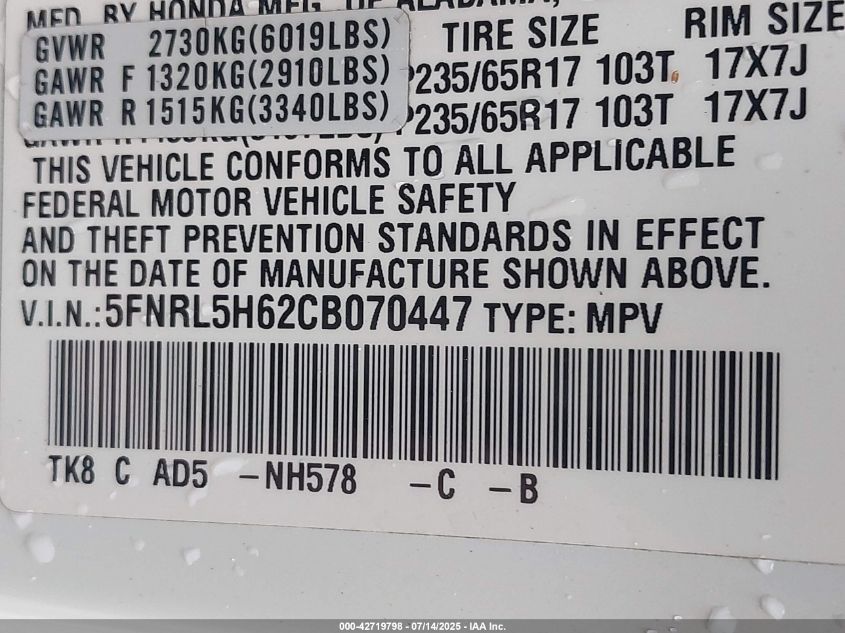 MFD. BY HONDA MFG. OF ALABAMA,
GVWR 2730KG(6019LBS) TIRE SIZE RIM SIZE
GAWR F 1320KG(2910LBS) P235/65R17 103T 17X7J
GAWR R 1515KG(3340LBS) P235/65R17 103T 17X7J
THIS VEHICLE CONFORMS TO ALL APPLICABLE
FEDERAL MOTOR VEHICLE SAFETY
AND THEFT PREVENTION STANDARDS IN EFFECT
ON THE DATE OF MANUFACTURE SHOWN ABOVE.
V.I.N.:5FNRL5H62CB070447 TYPE: MPV
TK8 C AD5 -NH578 -C -B
000-42719798 - 07/14/2025 - IAA Inc.